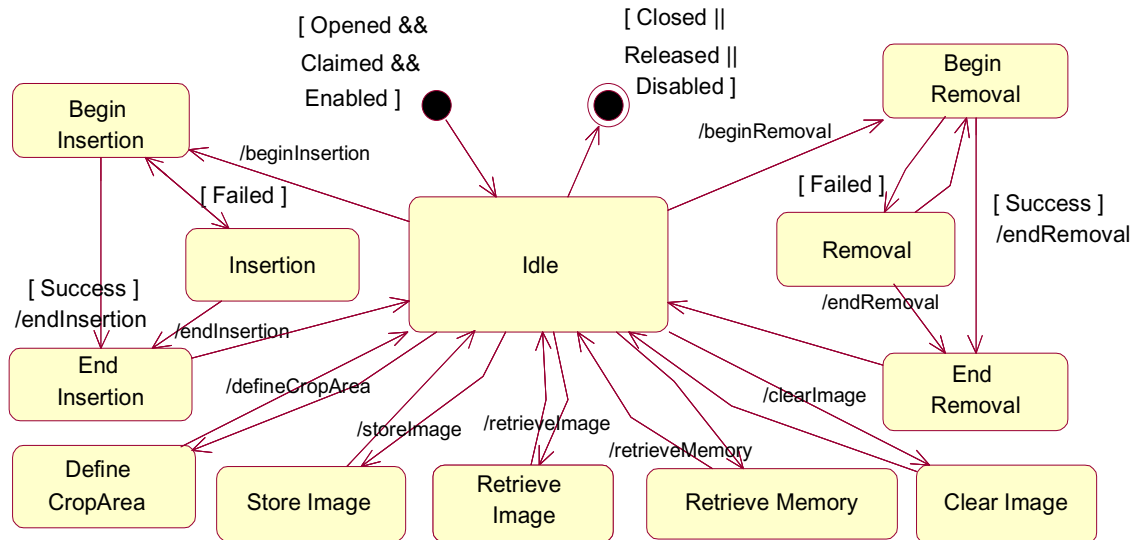 [ Opened &&
Claimed &&
Enabled ]
[ Closed ||
Released ||
Disabled ]
Begin
Insertion
Begin
Removal
/beginInsertion
/beginRemoval
[ Failed ]
[ Failed ]
[ Success ]
/endRemoval
Insertion
Idle
Removal
[ Success ]
/endInsertion
/endInsertion
/endRemoval
End
Insertion
End
Removal
/defineCropArea
/storeImage
/retrieveImage
/retrieveMemory
/clearImage
Define
CropArea
Store Image
Retrieve
Image
Retrieve Memory
Clear Image